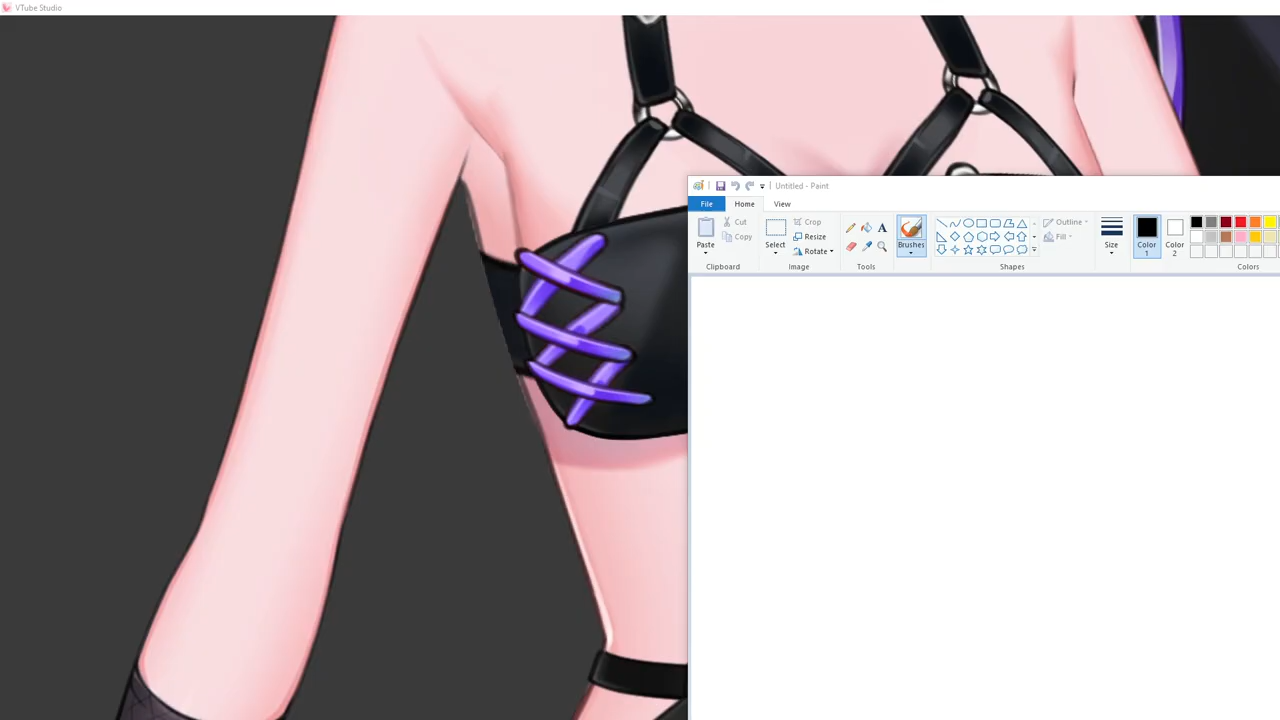 VTube Studio
Untitled - Paint
File Home View
Paste Cut Copy Select Crop Resize Rotate A Brushes Outline Fill Size Color 1 Color 2
Clipboard Image Tools Shapes Colors